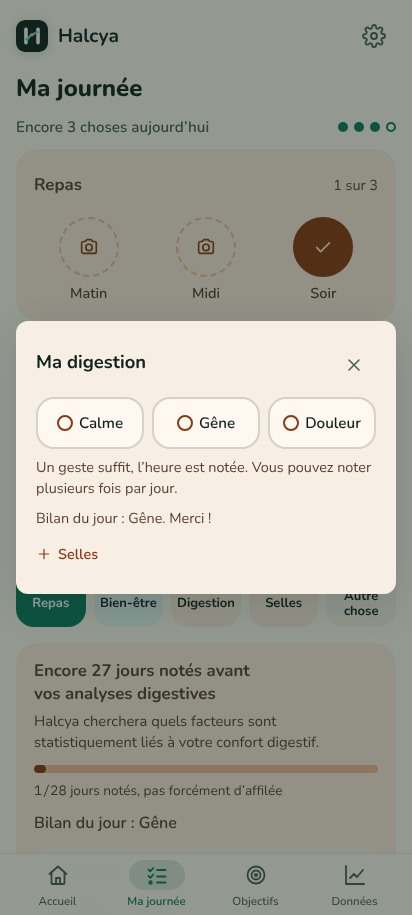 Halcya
Ma journée
Encore 3 choses aujourd’hui
Repas
1 sur 3
Matin
Midi
Soir
Ma digestion
Calme
Gêne
Douleur
Un geste suffit, l’heure est notée. Vous pouvez noter
plusieurs fois par jour.
Bilan du jour : Gêne. Merci !
+ Selles
Repas
Bien-être
Digestion
Selles
Autre
chose
Encore 27 jours notés avant
vos analyses digestives
Halcya cherchera quels facteurs sont
statistiquement liés à votre confort digestif.
1/28 jours notés, pas forcément d’affilée
Bilan du jour : Gêne
Accueil
Ma journée
Objectifs
Données